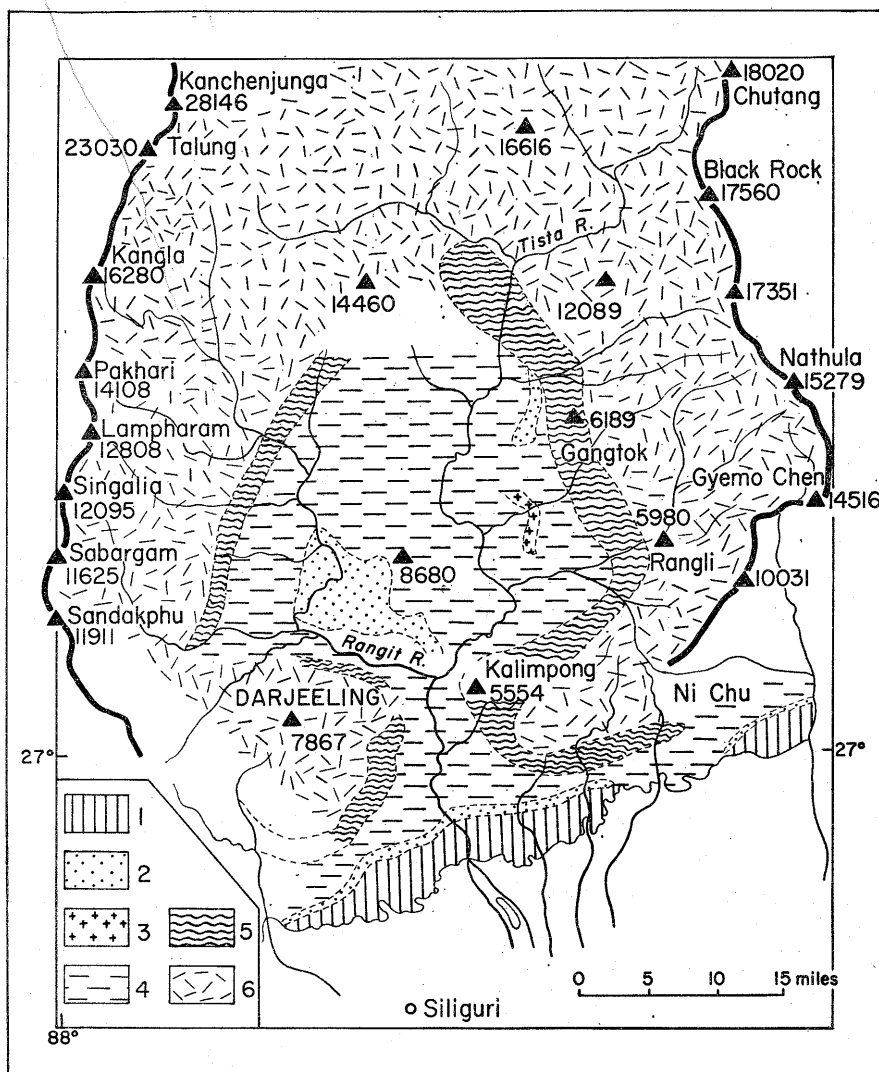 Kanchenjunga
28146
18020
Chutang
23030
Talung
16616
Black Rock
17560
Tista R.
Kangla
16280
14460
12089
17351
Pakhari
14108
Nathula
15279
Lampharam
12808
6189
Gangtok
Singalia
12095
Gyemo Chen
14516
5980
Rangli
Sabargam
11625
8680
10031
Sandakphu
11911
Rangit R.
Kalimpong
5554
Ni Chu
DARJEELING
7867
27°
27°
1
2
3
5
4
6
0 5 10 15 miles
Siliguri
88°